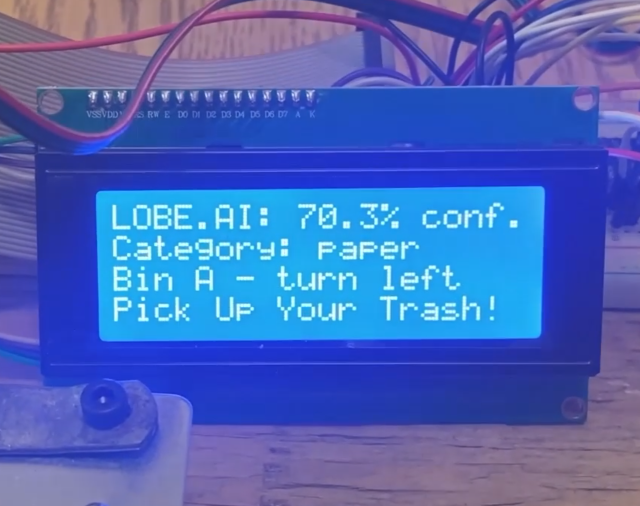 VSS VDD RS RW E D0 D1 D2 D3 D4 D5 D6 D7 A K
LOBE.AI: 70.3% conf.
Category: paper
Bin A - turn left
Pick Up Your Trash!